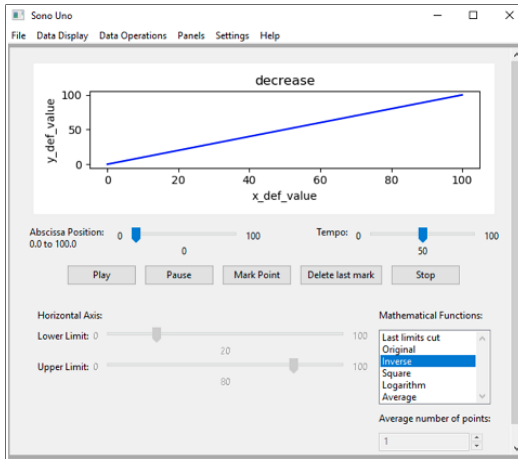 Sono Uno
File Data Display Data Operations Panels Settings Help
decrease
100
50
0
y_def_value
0 20 40 60 80 100
x_def_value
Abscissa Position: 0 100 Tempo: 0 100
0.0 to 100.0
0 50
Play Pause Mark Point Delete last mark Stop
Horizontal Axis:
Lower Limit: 0 100
20
Upper Limit: 0 100
80
Mathematical Functions:
Last limits cut
Original
Inverse
Square
Logarithm
Average
Average number of points:
1